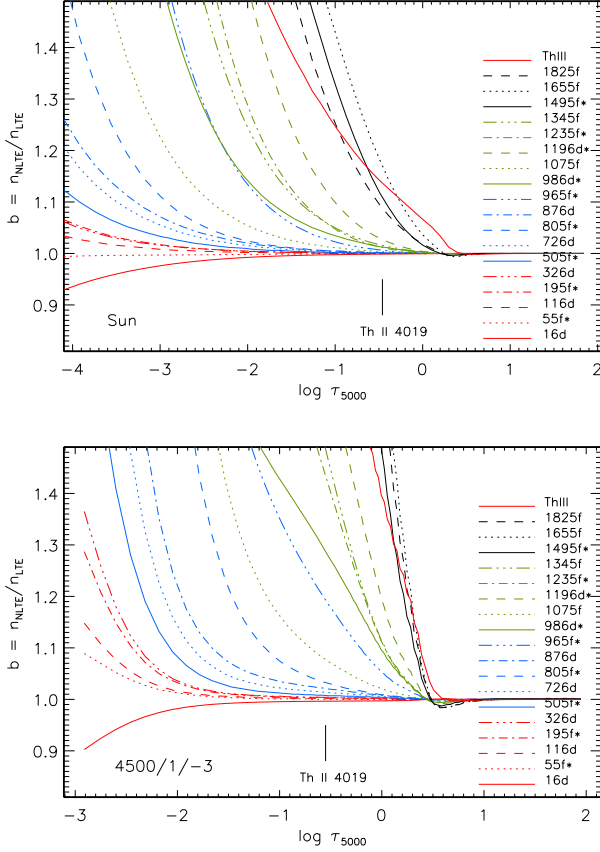 1.4
1.3
1.2
1.1
1.0
0.9
b = nNLTE/nLTE
ThIII
1825f
1655f
1495f*
1345f
1235f*
1196d*
1075f
986d*
965f*
876d
805f*
726d
505f*
326d
195f*
116d
55f*
16d
Sun
Th II 4019
−4 −3 −2 −1 0 1 2
log τ5000
1.4
1.3
1.2
1.1
1.0
0.9
b = nNLTE/nLTE
ThIII
1825f
1655f
1495f*
1345f
1235f*
1196d*
1075f
986d*
965f*
876d
805f*
726d
505f*
326d
195f*
116d
55f*
16d
4500/1/−3
Th II 4019
−3 −2 −1 0 1 2
log τ5000